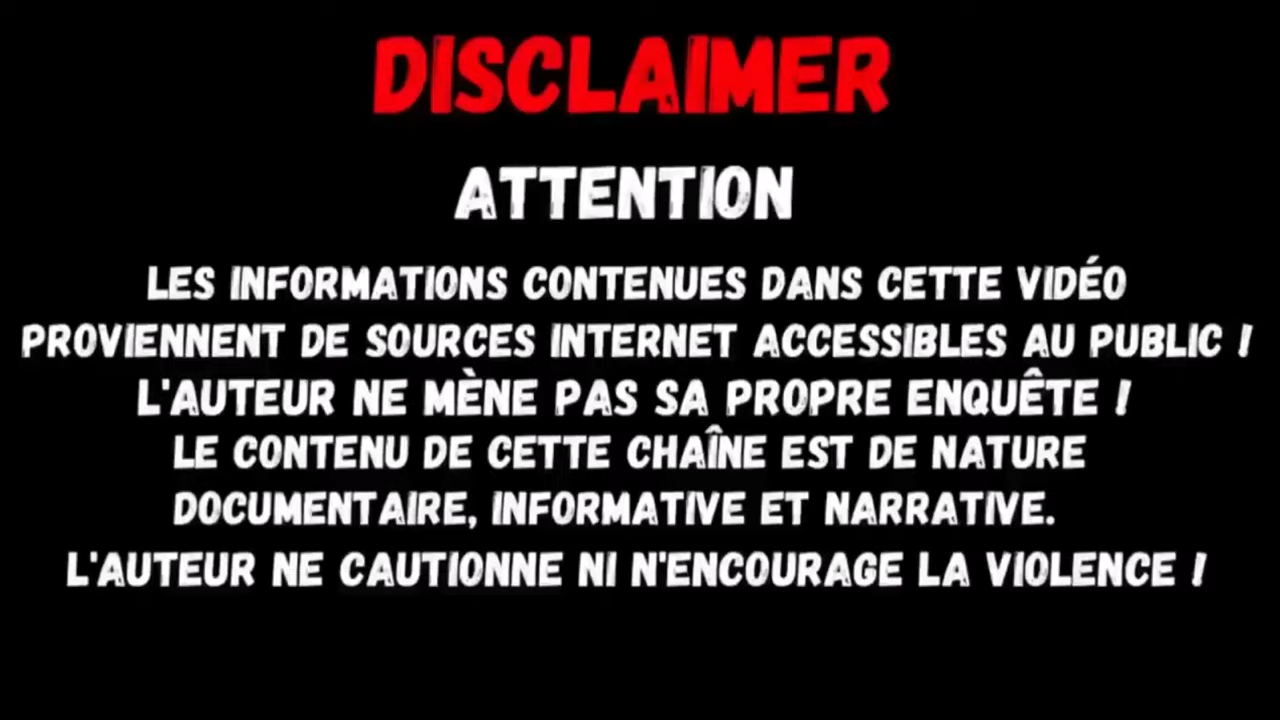 DISCLAIMER
ATTENTION
LES INFORMATIONS CONTENUES DANS CETTE VIDÉO
PROVIENNENT DE SOURCES INTERNET ACCESSIBLES AU PUBLIC !
L'AUTEUR NE MÈNE PAS SA PROPRE ENQUÊTE !
LE CONTENU DE CETTE CHAÎNE EST DE NATURE
DOCUMENTAIRE, INFORMATIVE ET NARRATIVE.
L'AUTEUR NE CAUTIONNE NI N'ENCOURAGE LA VIOLENCE !